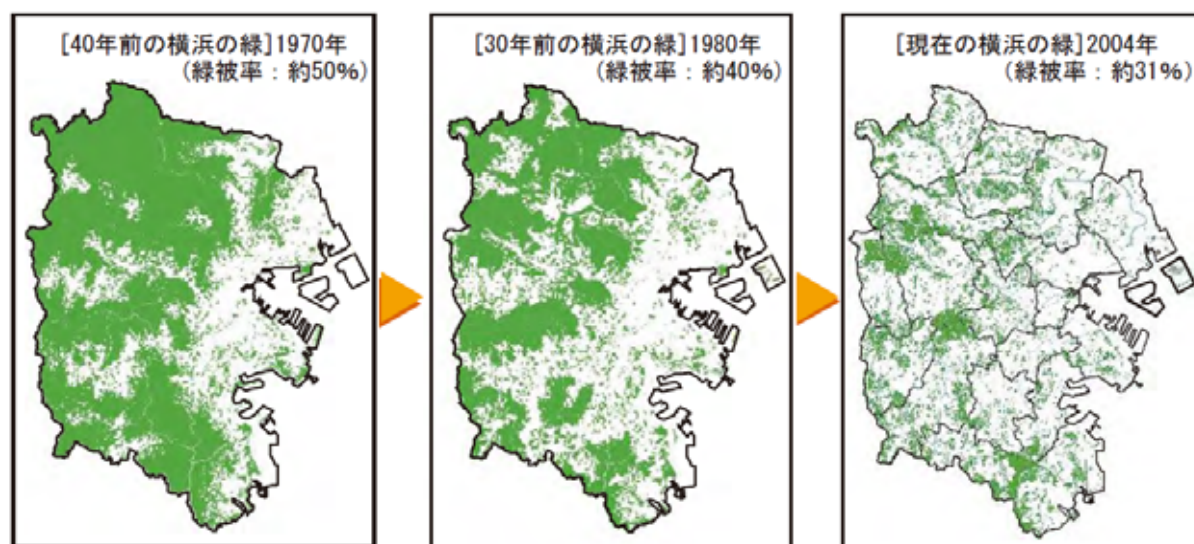 [40年前の横浜の緑]1970年
(緑被率：約50%)
[30年前の横浜の緑]1980年
(緑被率：約40%)
[現在の横浜の緑]2004年
(緑被率：約31%)